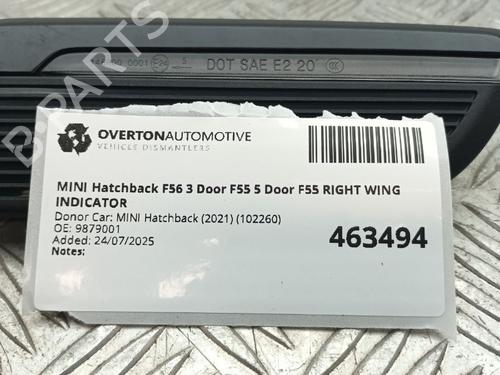 DOT SAE E2 20
OVERTONAUTOMOTIVE
VEHICLE DISMANTLERS
MINI Hatchback F56 3 Door F55 5 Door F55 RIGHT WING
INDICATOR
Donor Car: MINI Hatchback (2021) (102260)
OE: 9879001
Added: 24/07/2025
Notes:
463494
B-PARTS